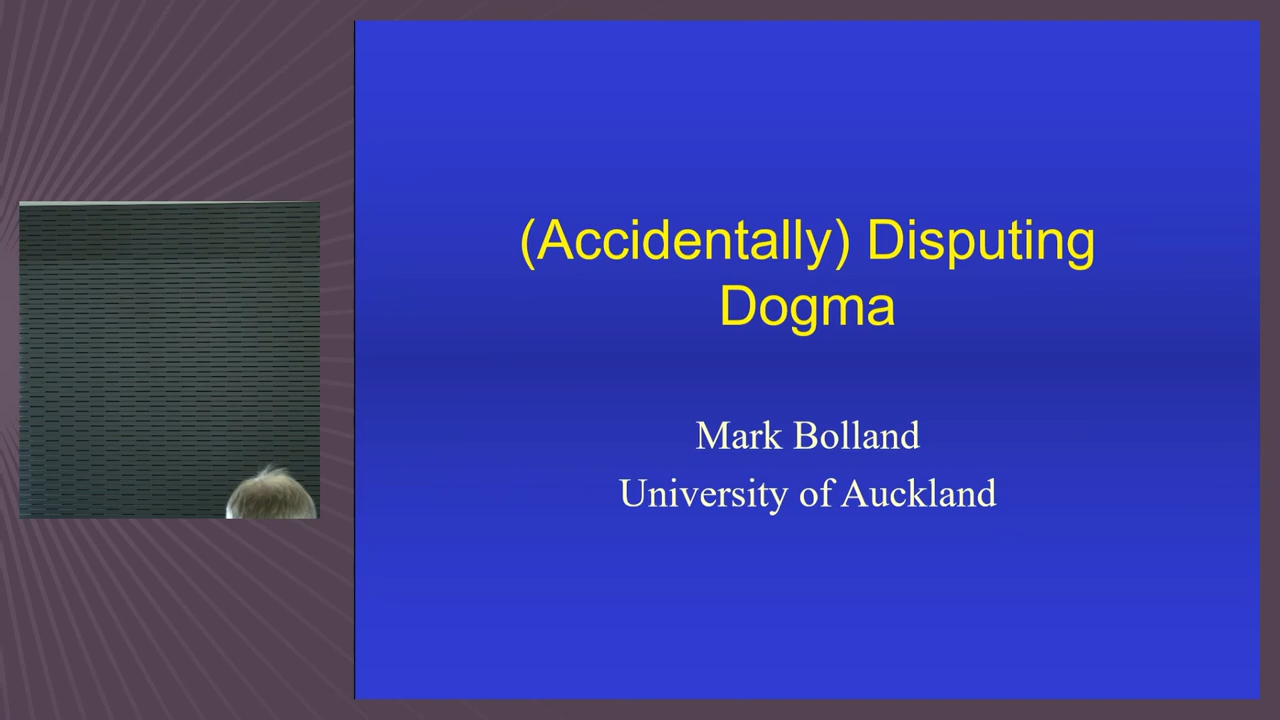 (Accidentally) Disputing
Dogma
Mark Bolland
University of Auckland